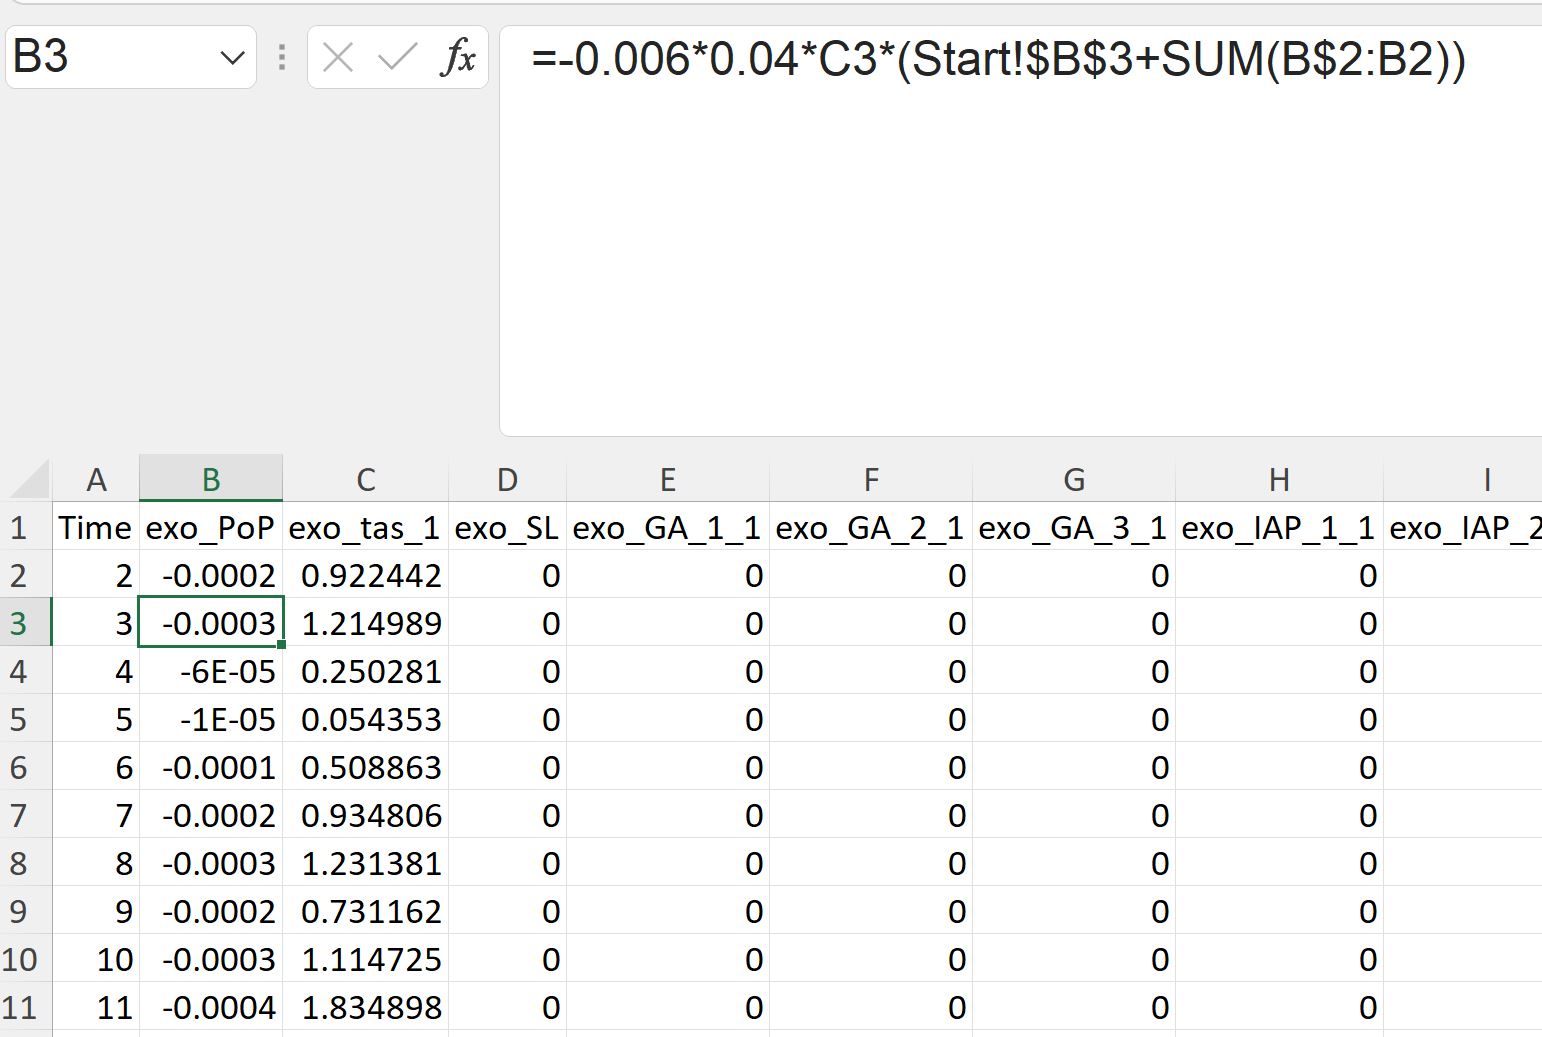 B3 fx =-0.006*0.04*C3*(Start!$B$3+SUM(B$2:B2))
A B C D E F G H I
1 Time exo_PoP exo_tas_1 exo_SL exo_GA_1_1 exo_GA_2_1 exo_GA_3_1 exo_IAP_1_1 exo_IAP_2
2 2 -0.0002 0.922442 0 0 0 0 0
3 3 -0.0003 1.214989 0 0 0 0 0
4 4 -6E-05 0.250281 0 0 0 0 0
5 5 -1E-05 0.054353 0 0 0 0 0
6 6 -0.0001 0.508863 0 0 0 0 0
7 7 -0.0002 0.934806 0 0 0 0 0
8 8 -0.0003 1.231381 0 0 0 0 0
9 9 -0.0002 0.731162 0 0 0 0 0
10 10 -0.0003 1.114725 0 0 0 0 0
11 11 -0.0004 1.834898 0 0 0 0 0